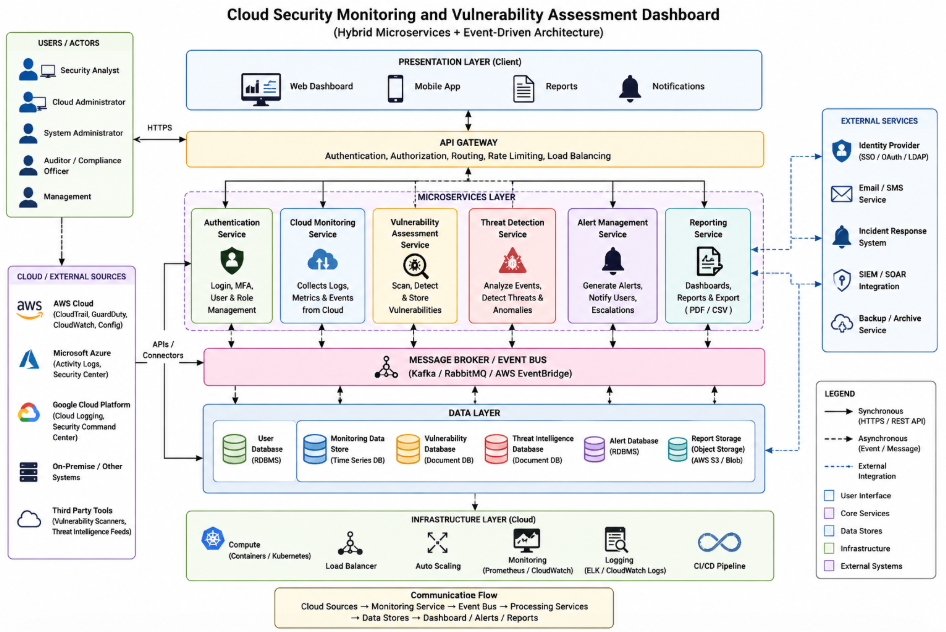 Cloud Security Monitoring and Vulnerability Assessment Dashboard
(Hybrid Microservices + Event-Driven Architecture)
USERS / ACTORS
Security Analyst
Cloud Administrator
System Administrator
Auditor / Compliance
Officer
Management
HTTPS
PRESENTATION LAYER (Client)
Web Dashboard
Mobile App
Reports
Notifications
API GATEWAY
Authentication, Authorization, Routing, Rate Limiting, Load Balancing
MICROSERVICES LAYER
Authentication
Service
Login, MFA,
User & Role
Management
Cloud Monitoring
Service
Collects Logs,
Metrics & Events
from Cloud
Vulnerability
Assessment
Service
Scan, Detect
& Store
Vulnerabilities
Threat Detection
Service
Analyze Events,
Detect Threats &
Anomalies
Alert Management
Service
Generate Alerts,
Notify Users,
Escalations
Reporting
Service
Dashboards,
Reports & Export
( PDF / CSV )
EXTERNAL SERVICES
Identity Provider
(SSO / OAuth / LDAP)
Email / SMS
Service
Incident Response
System
SIEM / SOAR
Integration
Backup / Archive
Service
CLOUD / EXTERNAL SOURCES
aws
AWS Cloud
(CloudTrail, GuardDuty,
CloudWatch, Config)
Microsoft Azure
(Activity Logs,
Security Center)
Google Cloud Platform
(Cloud Logging,
Security Command
Center)
On-Premise / Other
Systems
Third Party Tools
(Vulnerability Scanners,
Threat Intelligence Feeds)
APIs /
Connectors
MESSAGE BROKER / EVENT BUS
(Kafka / RabbitMQ / AWS EventBridge)
DATA LAYER
User
Database
(RDBMS)
Monitoring Data
Store
(Time Series DB)
Vulnerability
Database
(Document DB)
Threat Intelligence
Database
(Document DB)
Alert Database
(RDBMS)
Report Storage
(Object Storage)
(AWS S3 / Blob)
INFRASTRUCTURE LAYER (Cloud)
Compute
(Containers / Kubernetes)
Load Balancer
Auto Scaling
Monitoring
(Prometheus / CloudWatch)
Logging
(ELK / CloudWatch Logs)
CI/CD Pipeline
LEGEND
Synchronous
(HTTPS / REST API)
Asynchronous
(Event / Message)
External
Integration
User Interface
Core Services
Data Stores
Infrastructure
External Systems
Communication Flow
Cloud Sources → Monitoring Service → Event Bus → Processing Services
→ Data Stores → Dashboard / Alerts / Reports